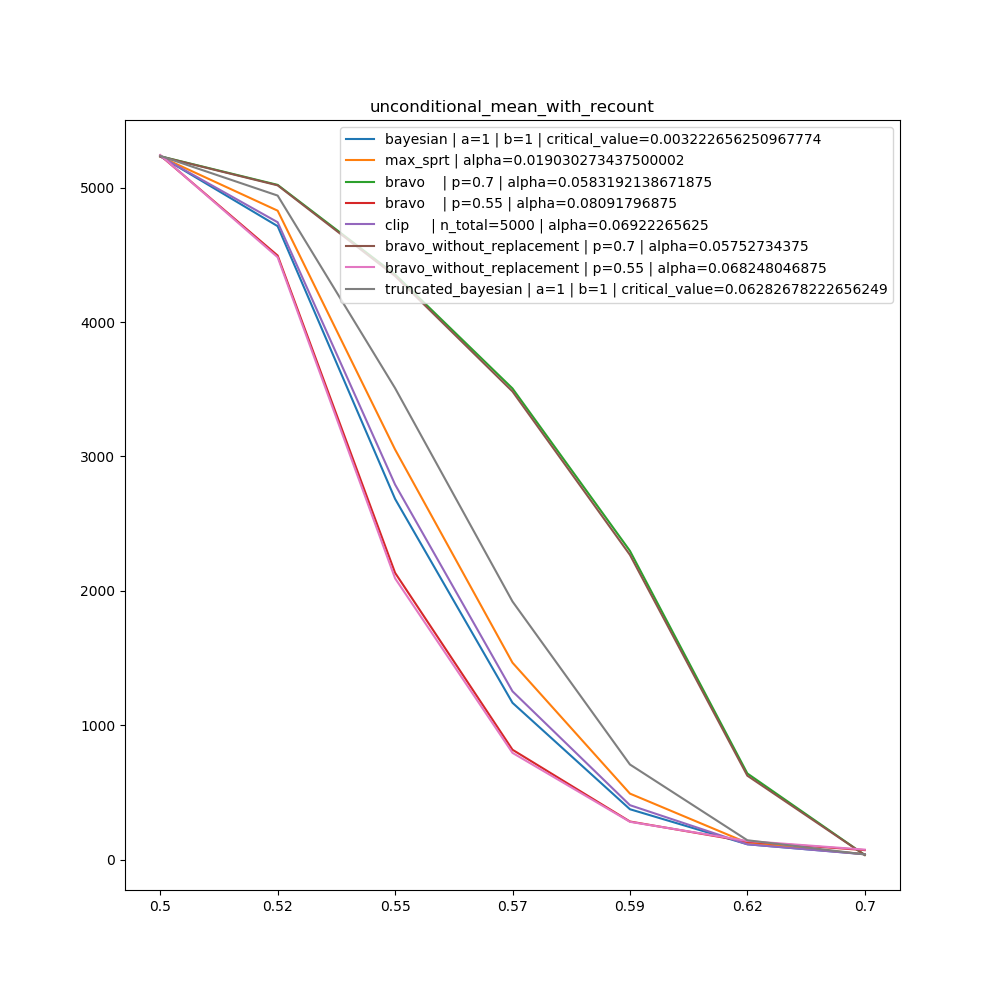 unconditional_mean_with_recount
bayesian | a=1 | b=1 | critical_value=0.003222656250967774
max_sprt | alpha=0.019030273437500002
bravo    | p=0.7 | alpha=0.0583192138671875
bravo    | p=0.55 | alpha=0.08091796875
clip     | n_total=5000 | alpha=0.06922265625
bravo_without_replacement | p=0.7 | alpha=0.05752734375
bravo_without_replacement | p=0.55 | alpha=0.068248046875
truncated_bayesian | a=1 | b=1 | critical_value=0.06282678222656249
5000
4000
3000
2000
1000
0
0.5 0.52 0.55 0.57 0.59 0.62 0.7